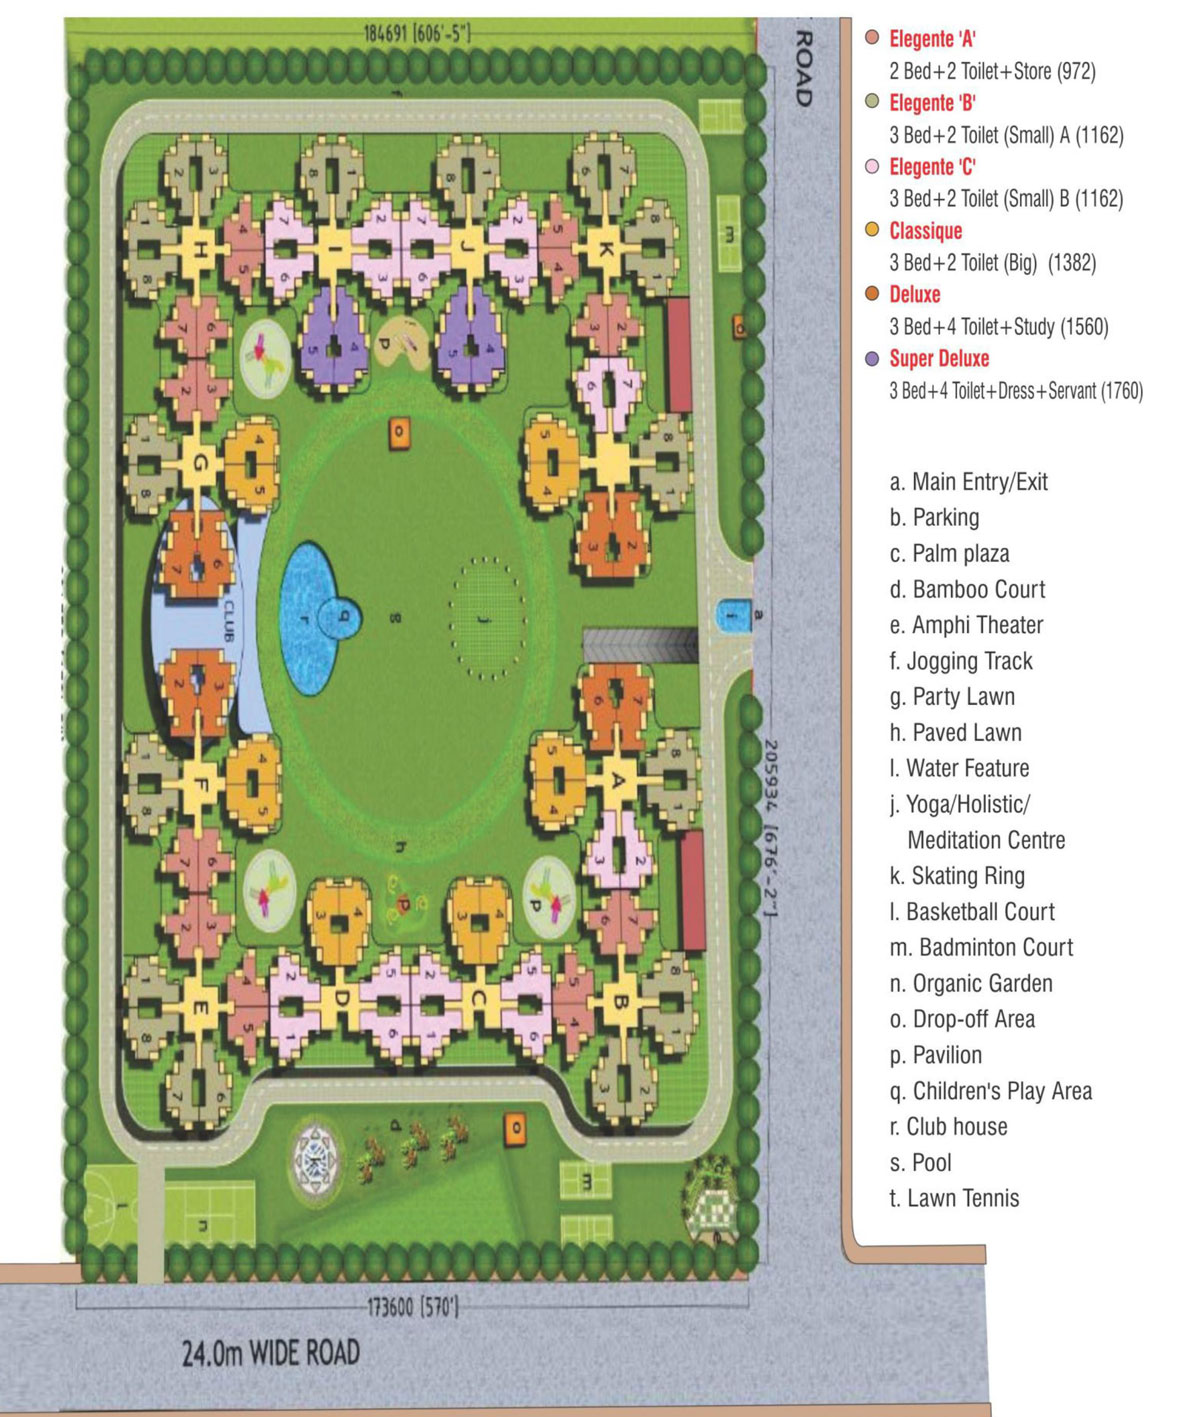 184691 [606'-5"]
ROAD
f
m
o
H
I
J
K
G
p
o
CLUB
r
q
g
j
i
a
205934 [676'-2"]
F
A
h
p
p
E
D
C
B
d
o
k
m
l
n
c
e
173600 [570']
24.0m WIDE ROAD
Elegente 'A'
2 Bed+2 Toilet+Store (972)
Elegente 'B'
3 Bed+2 Toilet (Small) A (1162)
Elegente 'C'
3 Bed+2 Toilet (Small) B (1162)
Classique
3 Bed+2 Toilet (Big) (1382)
Deluxe
3 Bed+4 Toilet+Study (1560)
Super Deluxe
3 Bed+4 Toilet+Dress+Servant (1760)
a. Main Entry/Exit
b. Parking
c. Palm plaza
d. Bamboo Court
e. Amphi Theater
f. Jogging Track
g. Party Lawn
h. Paved Lawn
l. Water Feature
j. Yoga/Holistic/
Meditation Centre
k. Skating Ring
l. Basketball Court
m. Badminton Court
n. Organic Garden
o. Drop-off Area
p. Pavilion
q. Children's Play Area
r. Club house
s. Pool
t. Lawn Tennis